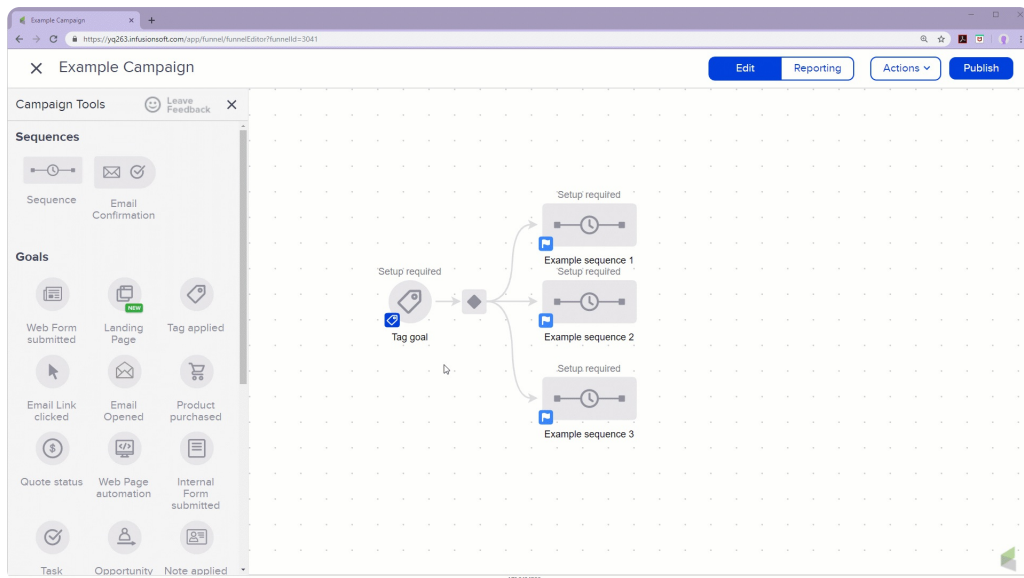 Example Campaign
https://yq263.infusionsoft.com/app/funnel/funnelEditor?funnelId=3041
Example Campaign
Edit
Reporting
Actions
Publish
Campaign Tools
Leave
Feedback
Sequences
Sequence
Email
Confirmation
Goals
NEW
Web Form
submitted
Landing
Page
Tag applied
Email Link
clicked
Email
Opened
Product
purchased
Quote status
Web Page
automation
Internal
Form
submitted
Task
Opportunity
Note applied
Setup required
Tag goal
Setup required
Example sequence 1
Setup required
Example sequence 2
Setup required
Example sequence 3